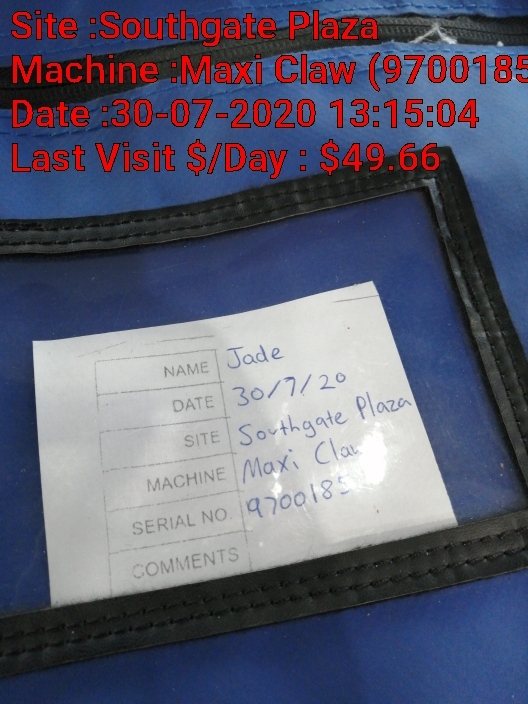 Site :Southgate Plaza
Machine :Maxi Claw (9700185
Date :30-07-2020 13:15:04
Last Visit $/Day : $49.66
NAME Jade
DATE 30/7/20
SITE Southgate Plaza
MACHINE Maxi Claw
SERIAL NO. 9700185
COMMENTS